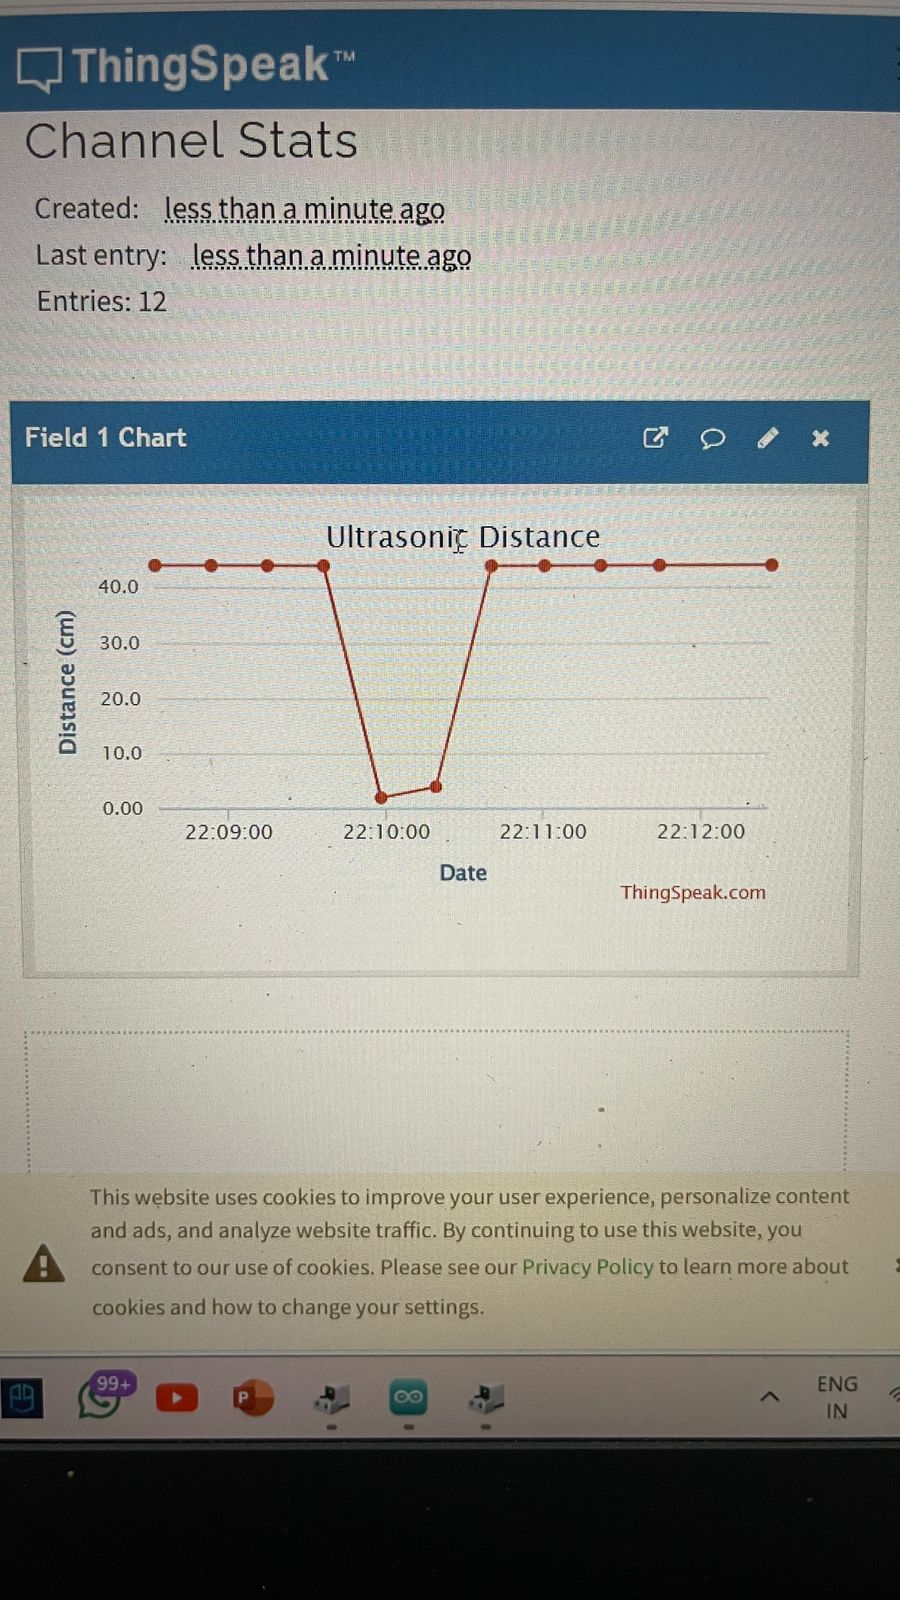 ThingSpeak™
Channel Stats
Created: less than a minute ago
Last entry: less than a minute ago
Entries: 12
Field 1 Chart
Ultrasonic Distance
Distance (cm)
40.0
30.0
20.0
10.0
0.00
22:09:00 22:10:00 22:11:00 22:12:00
Date
ThingSpeak.com
This website uses cookies to improve your user experience, personalize content
and ads, and analyze website traffic. By continuing to use this website, you
consent to our use of cookies. Please see our Privacy Policy to learn more about
cookies and how to change your settings.
99+
P
ENG
IN